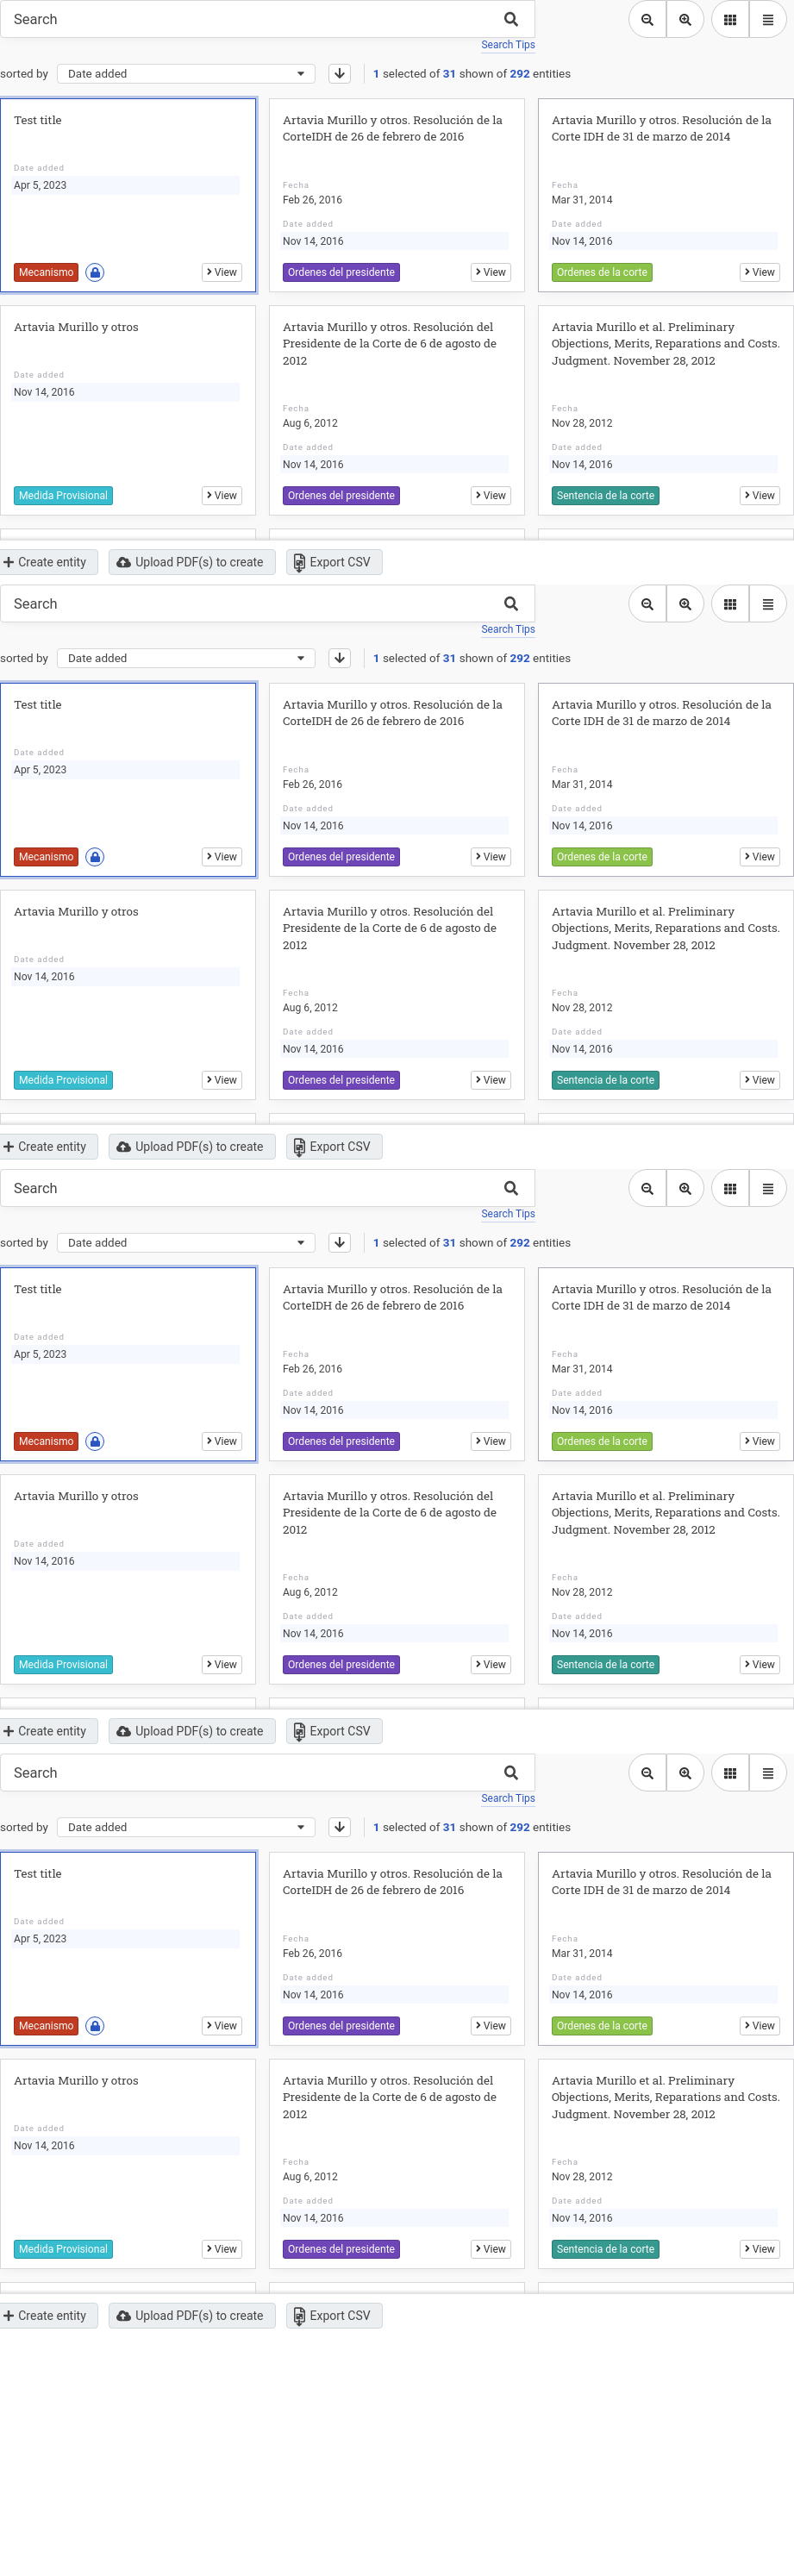 Search
Search Tips
sorted by Date added 1 selected of 31 shown of 292 entities
Test title
Date added
Apr 5, 2023
Mecanismo View
Artavia Murillo y otros. Resolución de la
CorteIDH de 26 de febrero de 2016
Fecha
Feb 26, 2016
Date added
Nov 14, 2016
Ordenes del presidente View
Artavia Murillo y otros. Resolución de la
Corte IDH de 31 de marzo de 2014
Fecha
Mar 31, 2014
Date added
Nov 14, 2016
Ordenes de la corte View
Artavia Murillo y otros
Date added
Nov 14, 2016
Medida Provisional View
Artavia Murillo y otros. Resolución del
Presidente de la Corte de 6 de agosto de
2012
Fecha
Aug 6, 2012
Date added
Nov 14, 2016
Ordenes del presidente View
Artavia Murillo et al. Preliminary
Objections, Merits, Reparations and Costs.
Judgment. November 28, 2012
Fecha
Nov 28, 2012
Date added
Nov 14, 2016
Sentencia de la corte View
Create entity Upload PDF(s) to create Export CSV
Search
Search Tips
sorted by Date added 1 selected of 31 shown of 292 entities
Test title
Date added
Apr 5, 2023
Mecanismo View
Artavia Murillo y otros. Resolución de la
CorteIDH de 26 de febrero de 2016
Fecha
Feb 26, 2016
Date added
Nov 14, 2016
Ordenes del presidente View
Artavia Murillo y otros. Resolución de la
Corte IDH de 31 de marzo de 2014
Fecha
Mar 31, 2014
Date added
Nov 14, 2016
Ordenes de la corte View
Artavia Murillo y otros
Date added
Nov 14, 2016
Medida Provisional View
Artavia Murillo y otros. Resolución del
Presidente de la Corte de 6 de agosto de
2012
Fecha
Aug 6, 2012
Date added
Nov 14, 2016
Ordenes del presidente View
Artavia Murillo et al. Preliminary
Objections, Merits, Reparations and Costs.
Judgment. November 28, 2012
Fecha
Nov 28, 2012
Date added
Nov 14, 2016
Sentencia de la corte View
Create entity Upload PDF(s) to create Export CSV
Search
Search Tips
sorted by Date added 1 selected of 31 shown of 292 entities
Test title
Date added
Apr 5, 2023
Mecanismo View
Artavia Murillo y otros. Resolución de la
CorteIDH de 26 de febrero de 2016
Fecha
Feb 26, 2016
Date added
Nov 14, 2016
Ordenes del presidente View
Artavia Murillo y otros. Resolución de la
Corte IDH de 31 de marzo de 2014
Fecha
Mar 31, 2014
Date added
Nov 14, 2016
Ordenes de la corte View
Artavia Murillo y otros
Date added
Nov 14, 2016
Medida Provisional View
Artavia Murillo y otros. Resolución del
Presidente de la Corte de 6 de agosto de
2012
Fecha
Aug 6, 2012
Date added
Nov 14, 2016
Ordenes del presidente View
Artavia Murillo et al. Preliminary
Objections, Merits, Reparations and Costs.
Judgment. November 28, 2012
Fecha
Nov 28, 2012
Date added
Nov 14, 2016
Sentencia de la corte View
Create entity Upload PDF(s) to create Export CSV
Search
Search Tips
sorted by Date added 1 selected of 31 shown of 292 entities
Test title
Date added
Apr 5, 2023
Mecanismo View
Artavia Murillo y otros. Resolución de la
CorteIDH de 26 de febrero de 2016
Fecha
Feb 26, 2016
Date added
Nov 14, 2016
Ordenes del presidente View
Artavia Murillo y otros. Resolución de la
Corte IDH de 31 de marzo de 2014
Fecha
Mar 31, 2014
Date added
Nov 14, 2016
Ordenes de la corte View
Artavia Murillo y otros
Date added
Nov 14, 2016
Medida Provisional View
Artavia Murillo y otros. Resolución del
Presidente de la Corte de 6 de agosto de
2012
Fecha
Aug 6, 2012
Date added
Nov 14, 2016
Ordenes del presidente View
Artavia Murillo et al. Preliminary
Objections, Merits, Reparations and Costs.
Judgment. November 28, 2012
Fecha
Nov 28, 2012
Date added
Nov 14, 2016
Sentencia de la corte View
Create entity Upload PDF(s) to create Export CSV